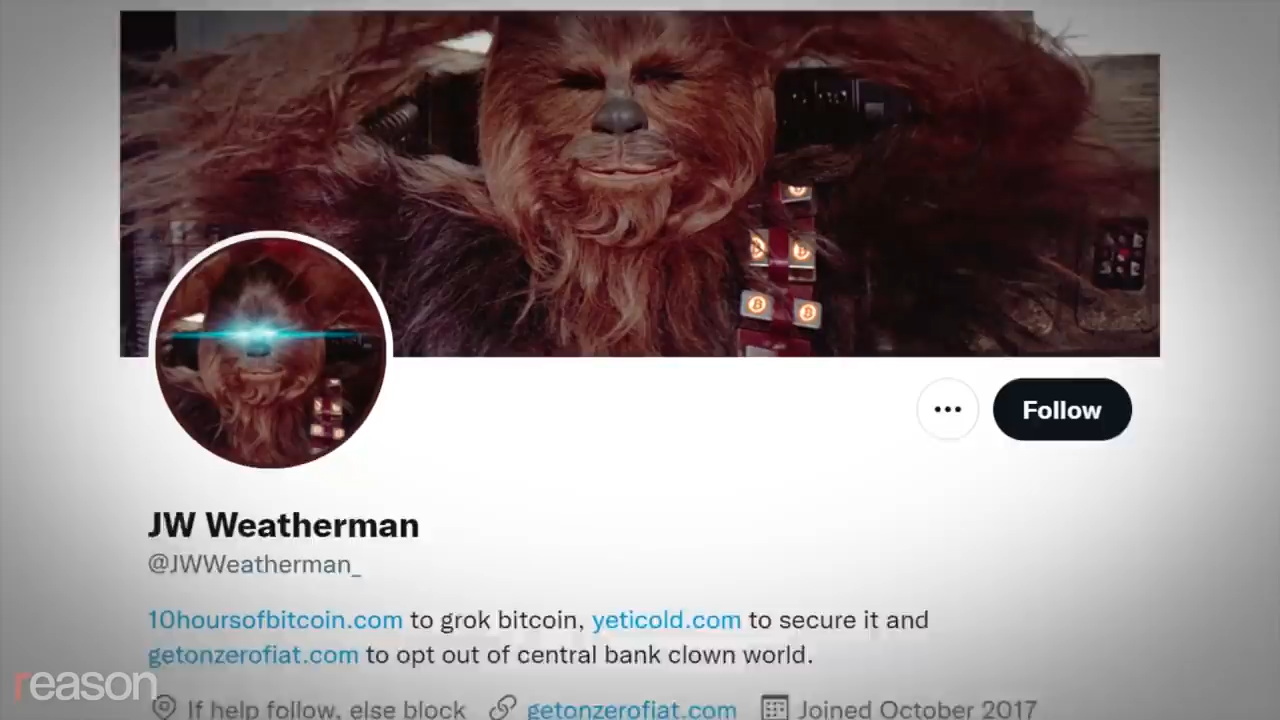 Follow
JW Weatherman
@JWWeatherman_
10hoursofbitcoin.com to grok bitcoin, yeticold.com to secure it and
getonzerofiat.com to opt out of central bank clown world.
If help follow, else block getonzerofiat.com Joined October 2017
reason